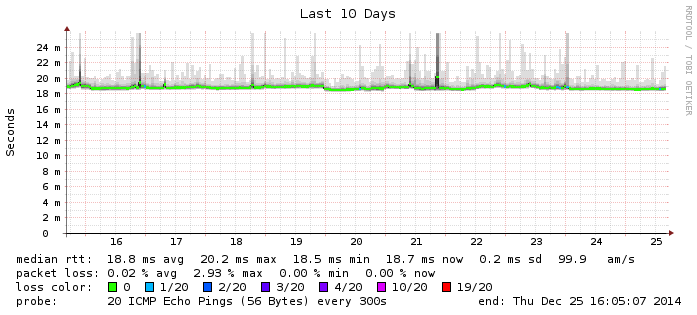 Last 10 Days
RRDTOOL / TOBI OETIKER
Seconds
24 m
22 m
20 m
18 m
16 m
14 m
12 m
10 m
8 m
6 m
4 m
2 m
0
16 17 18 19 20 21 22 23 24 25
median rtt: 18.8 ms avg 20.2 ms max 18.5 ms min 18.7 ms now 0.2 ms sd 99.9 am/s
packet loss: 0.02 % avg 2.93 % max 0.00 % min 0.00 % now
loss color: 0 1/20 2/20 3/20 4/20 10/20 19/20
probe: 20 ICMP Echo Pings (56 Bytes) every 300s end: Thu Dec 25 16:05:07 2014